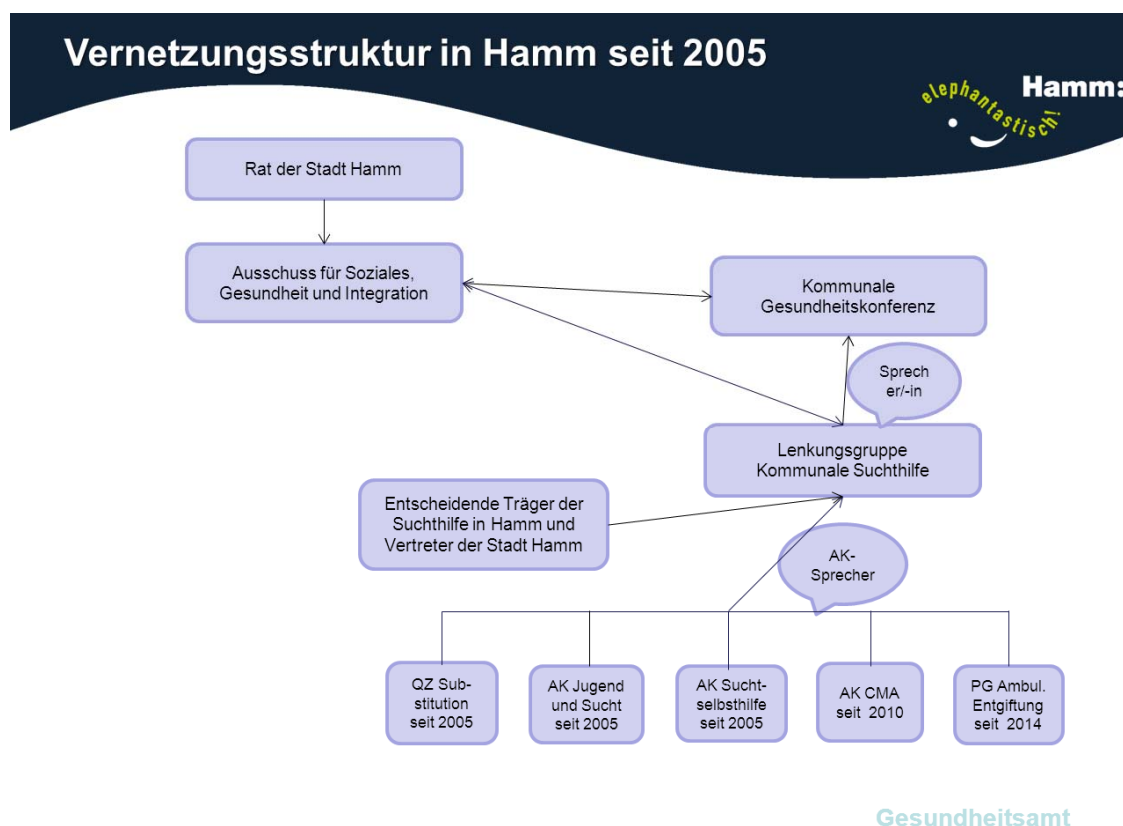 Vernetzungsstruktur in Hamm seit 2005
elephantastisch!
Hamm:
Rat der Stadt Hamm
Ausschuss für Soziales,
Gesundheit und Integration
Kommunale
Gesundheitskonferenz
Sprech
er/-in
Lenkungsgruppe
Kommunale Suchthilfe
Entscheidende Träger der
Suchthilfe in Hamm und
Vertreter der Stadt Hamm
AK-
Sprecher
QZ Sub-
stitution
seit 2005
AK Jugend
und Sucht
seit 2005
AK Sucht-
selbsthilfe
seit 2005
AK CMA
seit  2010
PG Ambul.
Entgiftung
seit  2014
Gesundheitsamt